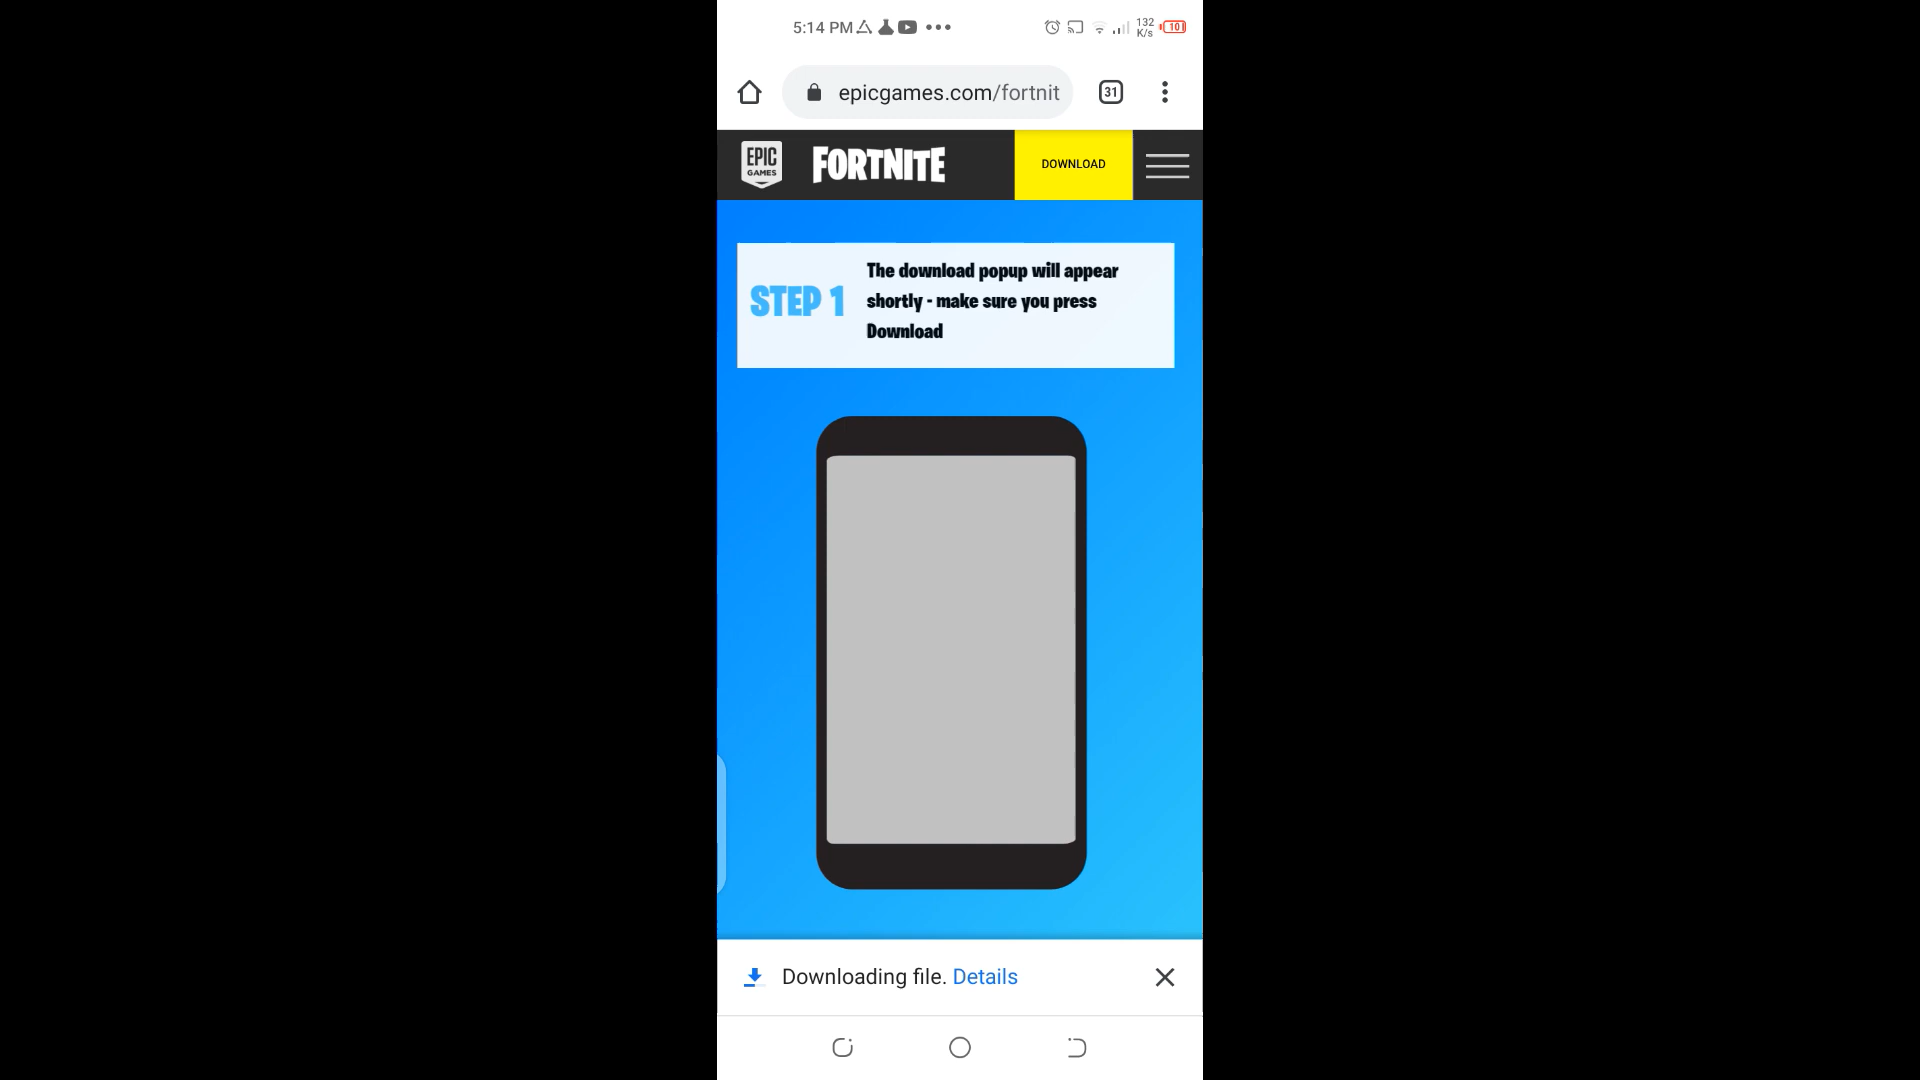 5:14 PM
132
K/s
10
epicgames.com/fortnit
31
EPIC
GAMES
FORTNITE
DOWNLOAD
STEP 1
The download popup will appear
shortly - make sure you press
Download
Downloading file. Details